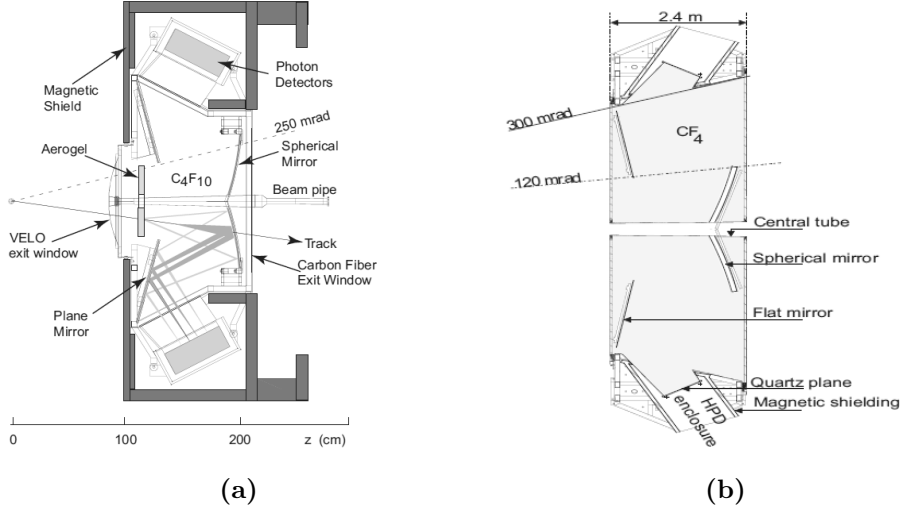 Magnetic
Shield
Photon
Detectors
250 mrad
Aerogel
C4F10
Spherical
Mirror
Beam pipe
VELO
exit window
Track
Carbon Fiber
Exit Window
Plane
Mirror
0
100
200
z (cm)
(a)
2.4 m
300 mrad
CF4
120 mrad
Central tube
Spherical mirror
Flat mirror
Quartz plane
HPD
enclosure
Magnetic shielding
(b)